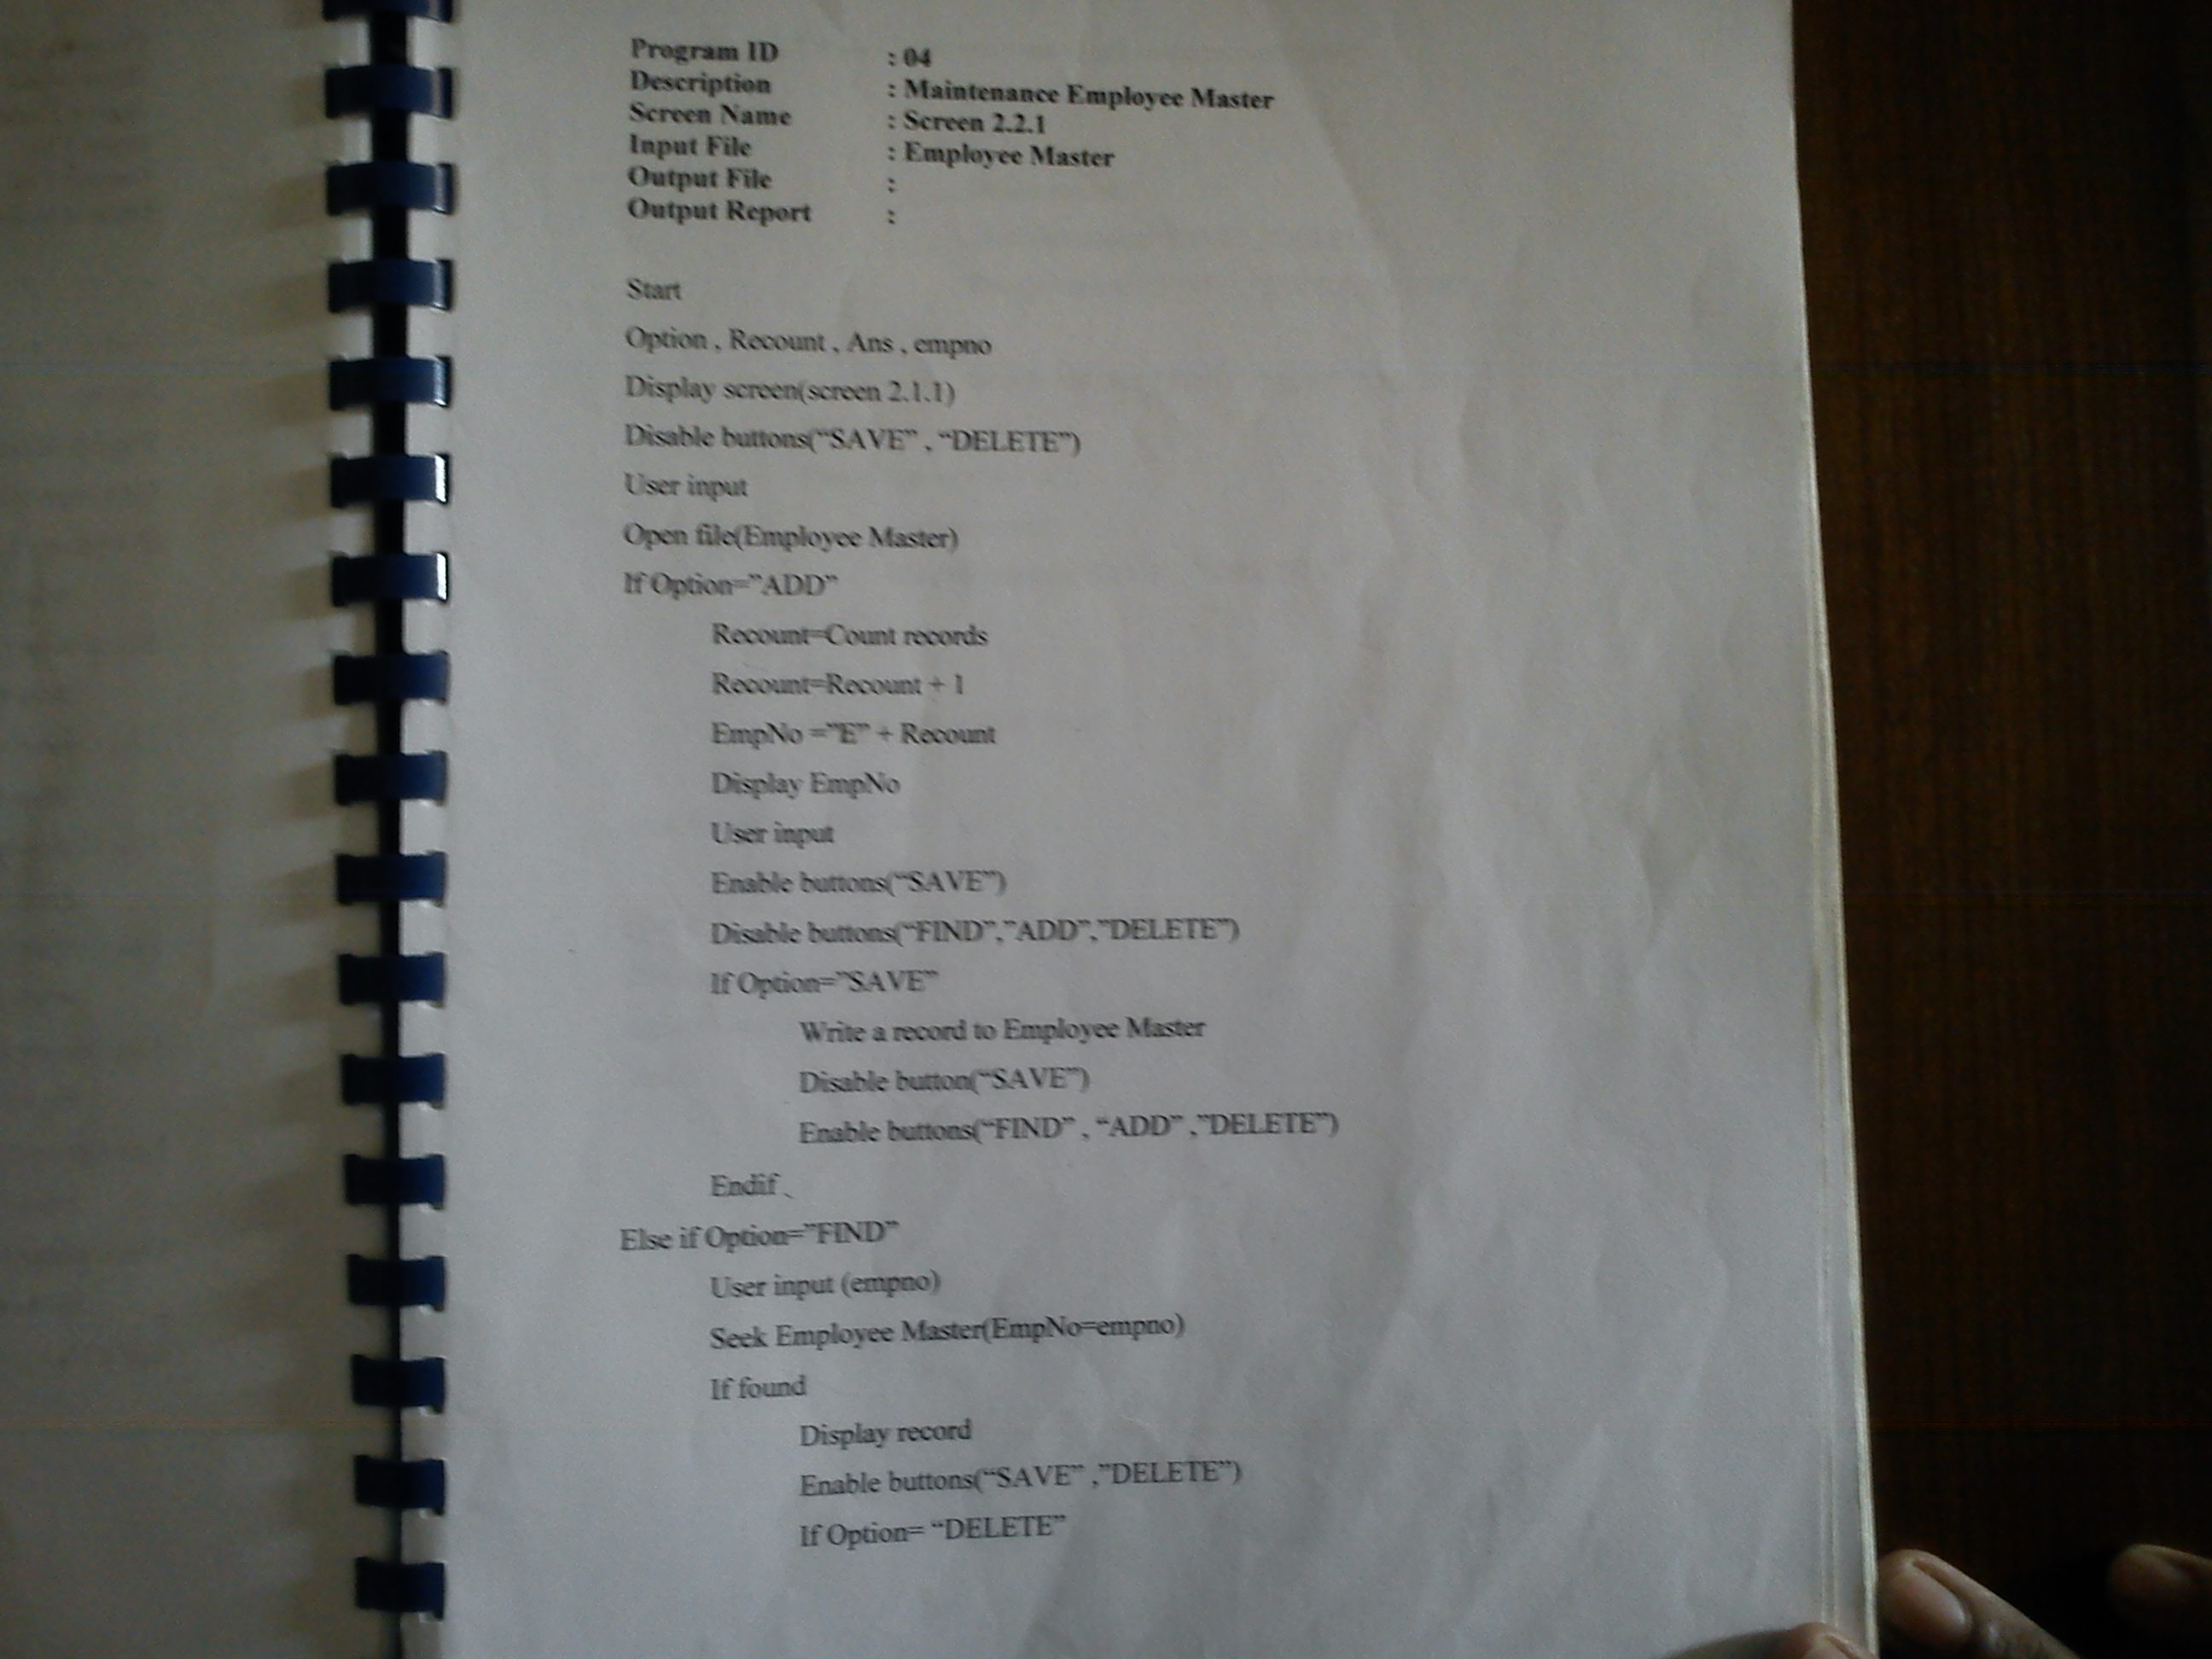 Program ID : 04
Description : Maintenance Employee Master
Screen Name : Screen 2.2.1
Input File : Employee Master
Output File :
Output Report :
Start
Option , Recount , Ans , empno
Display screen(screen 2.1.1)
Disable buttons("SAVE" , "DELETE")
User input
Open file(Employee Master)
If Option="ADD"
Recount=Count records
Recount=Recount + 1
EmpNo ="E" + Recount
Display EmpNo
User input
Enable buttons("SAVE")
Disable buttons("FIND","ADD","DELETE")
If Option="SAVE"
Write a record to Employee Master
Disable button("SAVE")
Enable buttons("FIND" , "ADD" ,"DELETE")
Endif
Else if Option="FIND"
User input (empno)
Seek Employee Master(EmpNo=empno)
If found
Display record
Enable buttons("SAVE" ,"DELETE")
If Option= "DELETE"